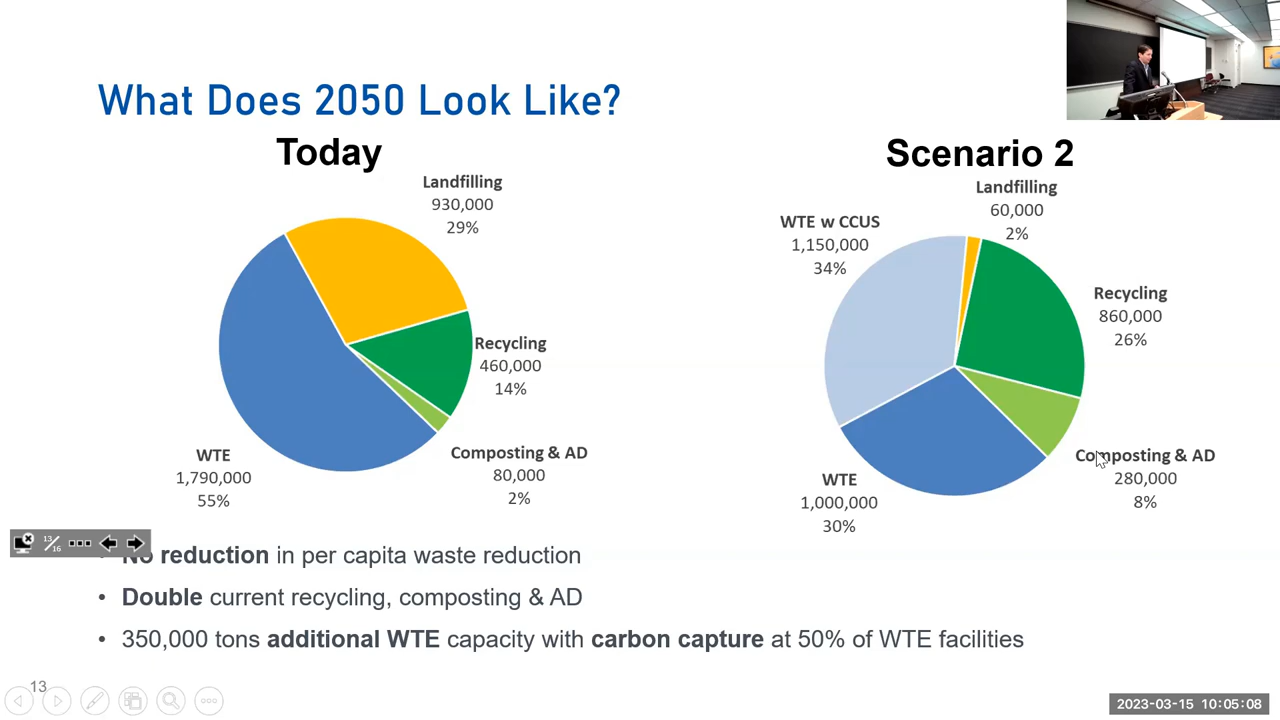 What Does 2050 Look Like?
Today
Landfilling
930,000
29%
Recycling
460,000
14%
Composting & AD
80,000
2%
WTE
1,790,000
55%
Scenario 2
Landfilling
60,000
2%
WTE w CCUS
1,150,000
34%
Recycling
860,000
26%
Composting & AD
280,000
8%
WTE
1,000,000
30%
13/16
• No reduction in per capita waste reduction
• Double current recycling, composting & AD
• 350,000 tons additional WTE capacity with carbon capture at 50% of WTE facilities
13
2023-03-15 10:05:08